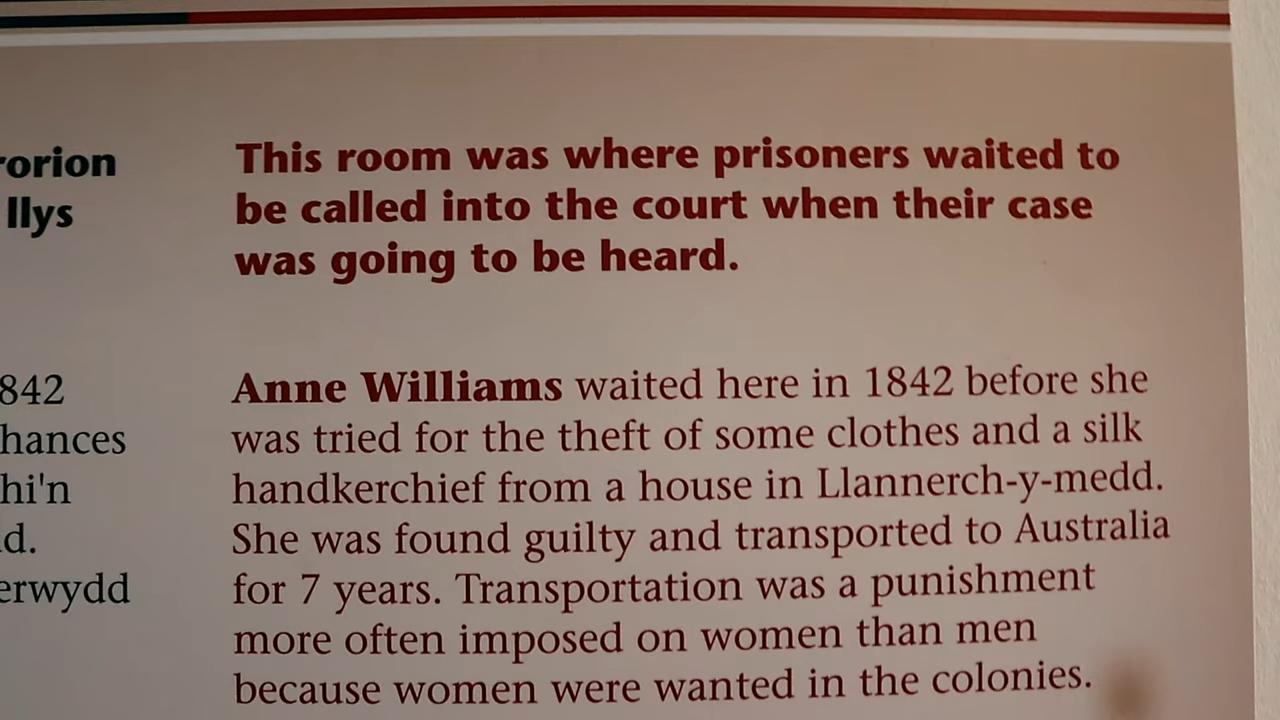 llys
This room was where prisoners waited to
be called into the court when their case
was going to be heard.
842
hi'n
Anne Williams waited here in 1842 before she
was tried for the theft of some clothes and a silk
handkerchief from a house in Llannerch-y-medd.
She was found guilty and transported to Australia
for 7 years. Transportation was a punishment
more often imposed on women than men
because women were wanted in the colonies.